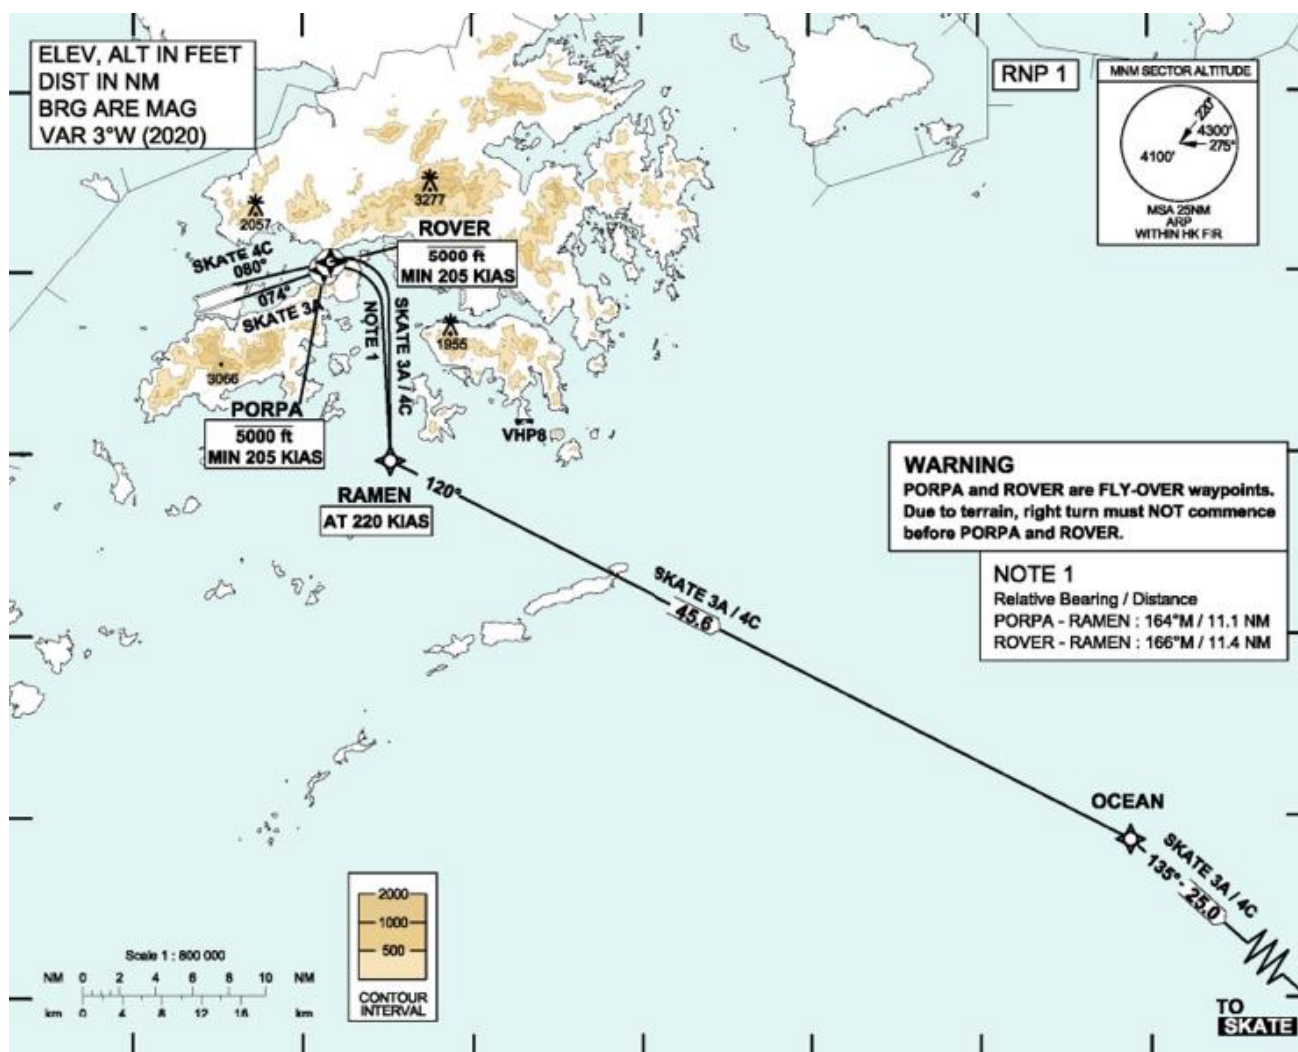 ELEV, ALT IN FEET
DIST IN NM
BRG ARE MAG
VAR 3°W (2020)
RNP 1
MNM SECTOR ALTITUDE
220°
4300'
275°
4100'
MSA 25NM
ARP
WITHIN HK FIR
3277
2057
ROVER
5000 ft
MIN 205 KIAS
SKATE 4C
080°
074°
SKATE 3A
NOTE 1
SKATE 3A / 4C
1955
3066
PORPA
5000 ft
MIN 205 KIAS
VHP8
RAMEN
AT 220 KIAS
120°
WARNING
PORPA and ROVER are FLY-OVER waypoints.
Due to terrain, right turn must NOT commence
before PORPA and ROVER.
NOTE 1
Relative Bearing / Distance
PORPA - RAMEN : 164°M / 11.1 NM
ROVER - RAMEN : 166°M / 11.4 NM
SKATE 3A / 4C
45.6
OCEAN
SKATE 3A / 4C
135°
25.0
2000
1000
500
CONTOUR
INTERVAL
Scale 1 : 800 000
NM 0 2 4 6 8 10 NM
km 0 4 8 12 16 km
TO
SKATE